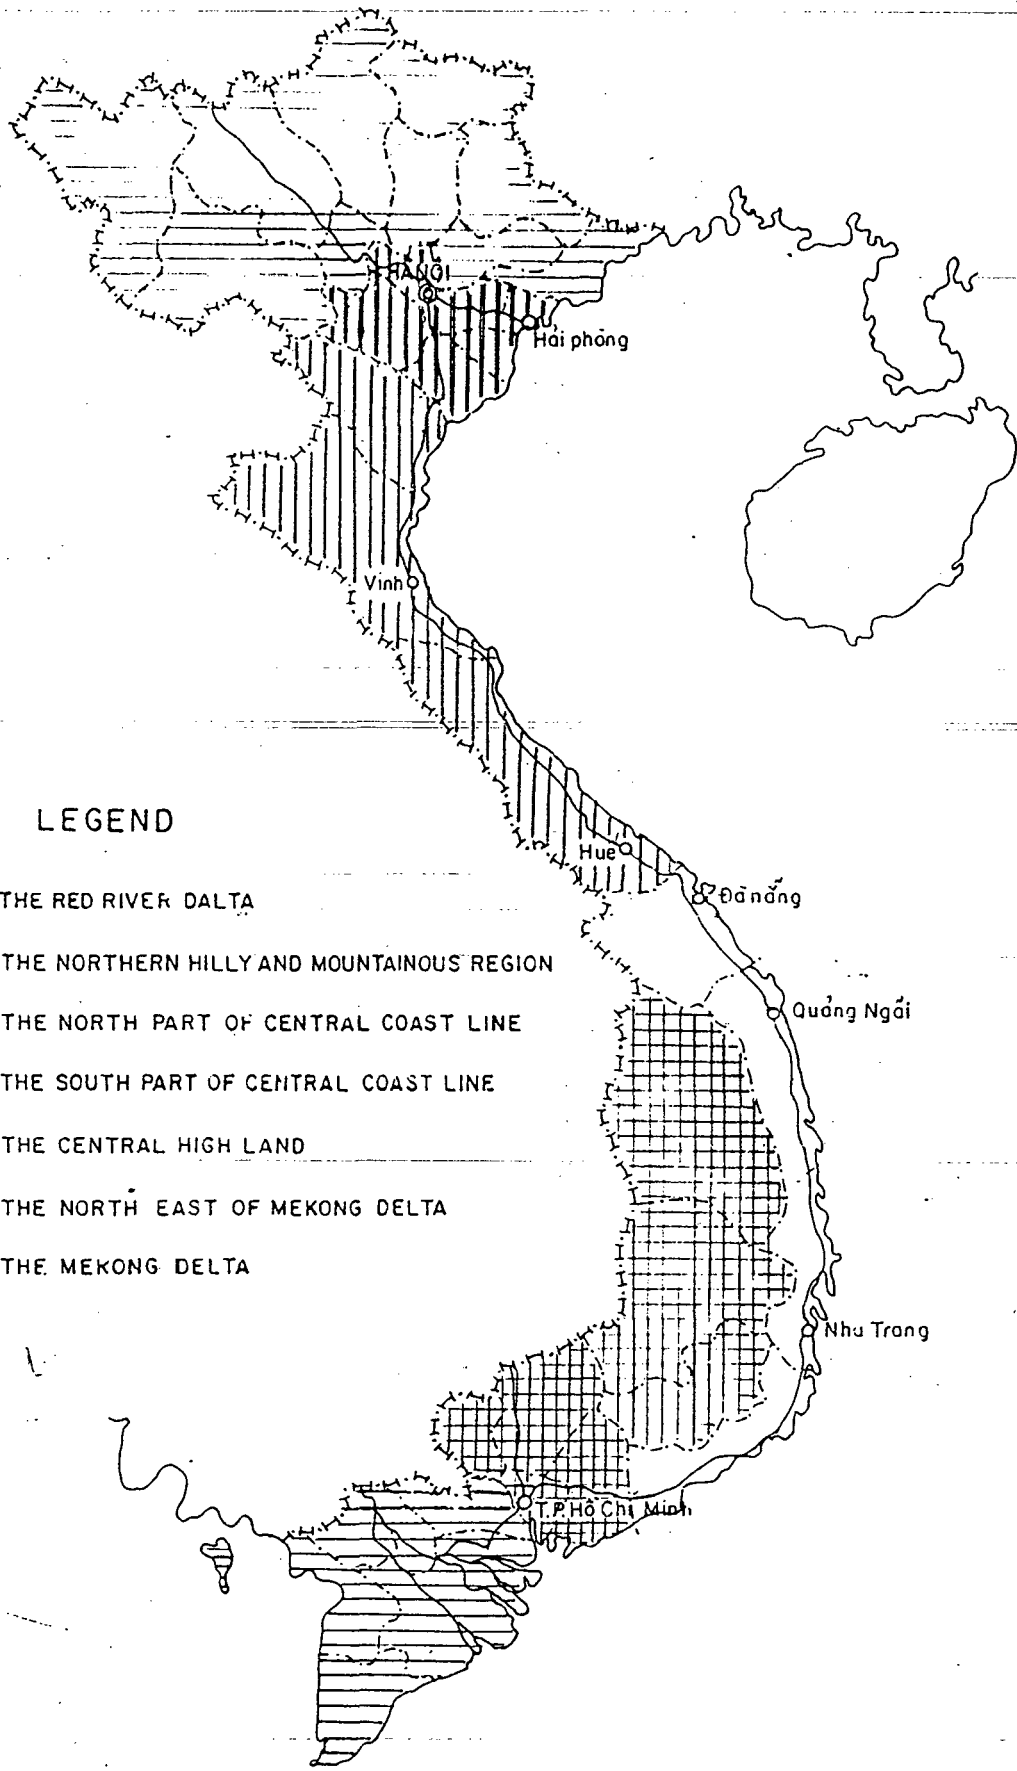 HANOI
Hải phòng
Vinh
LEGEND
Hue
THE RED RIVER DALTA
Đà nẵng
THE NORTHERN HILLY AND MOUNTAINOUS REGION
Quảng Ngãi
THE NORTH PART OF CENTRAL COAST LINE
THE SOUTH PART OF CENTRAL COAST LINE
THE CENTRAL HIGH LAND
THE NORTH EAST OF MEKONG DELTA
THE MEKONG DELTA
Nha Trang
T.P. Hồ Chí Minh